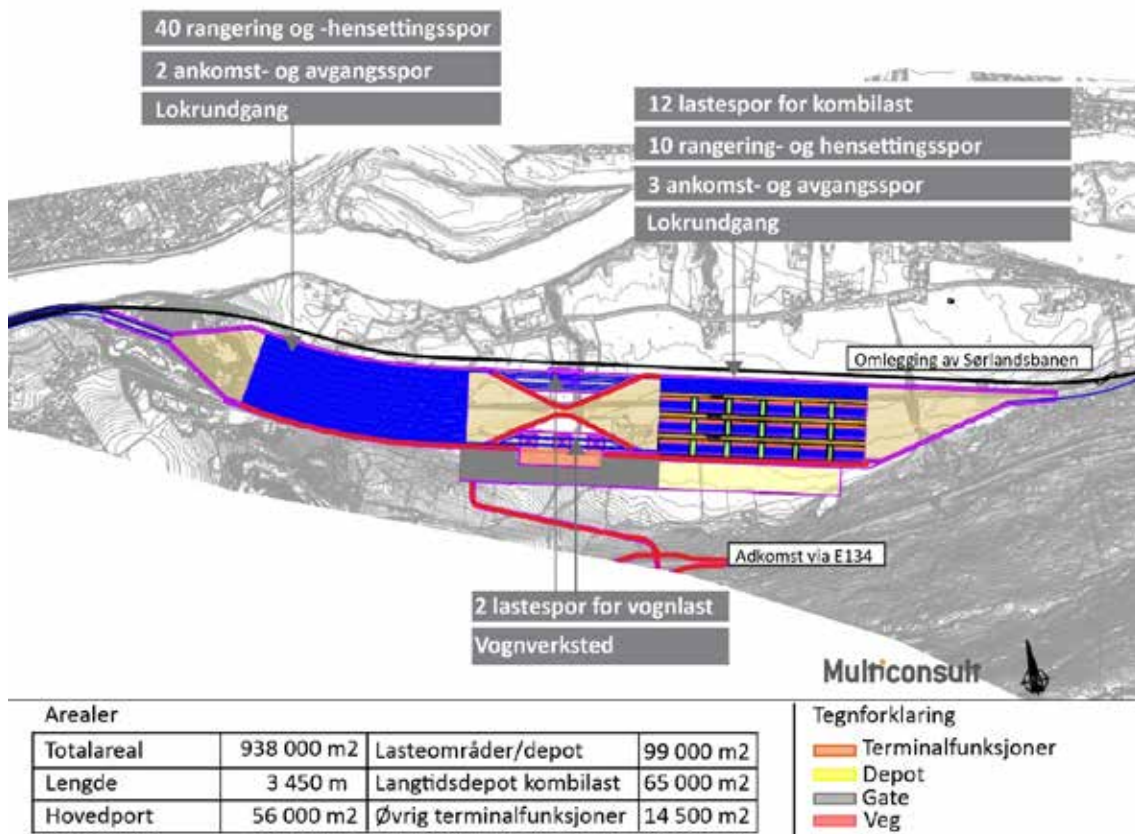 40 rangering og -hensettingsspor
2 ankomst- og avgangsspor
Lokrundgang
12 lastespor for kombilast
10 rangering- og hensettingsspor
3 ankomst- og avgangsspor
Lokrundgang
Omlegging av Sørlandsbanen
Adkomst via E134
2 lastespor for vognlast
Vognverksted
Multiconsult
Arealer
Totalareal 938 000 m2 Lasteområder/depot 99 000 m2
Lengde 3 450 m Langtidsdepot kombilast 65 000 m2
Hovedport 56 000 m2 Øvrig terminalfunksjoner 14 500 m2
Tegnforklaring
Terminalfunksjoner
Depot
Gate
Veg